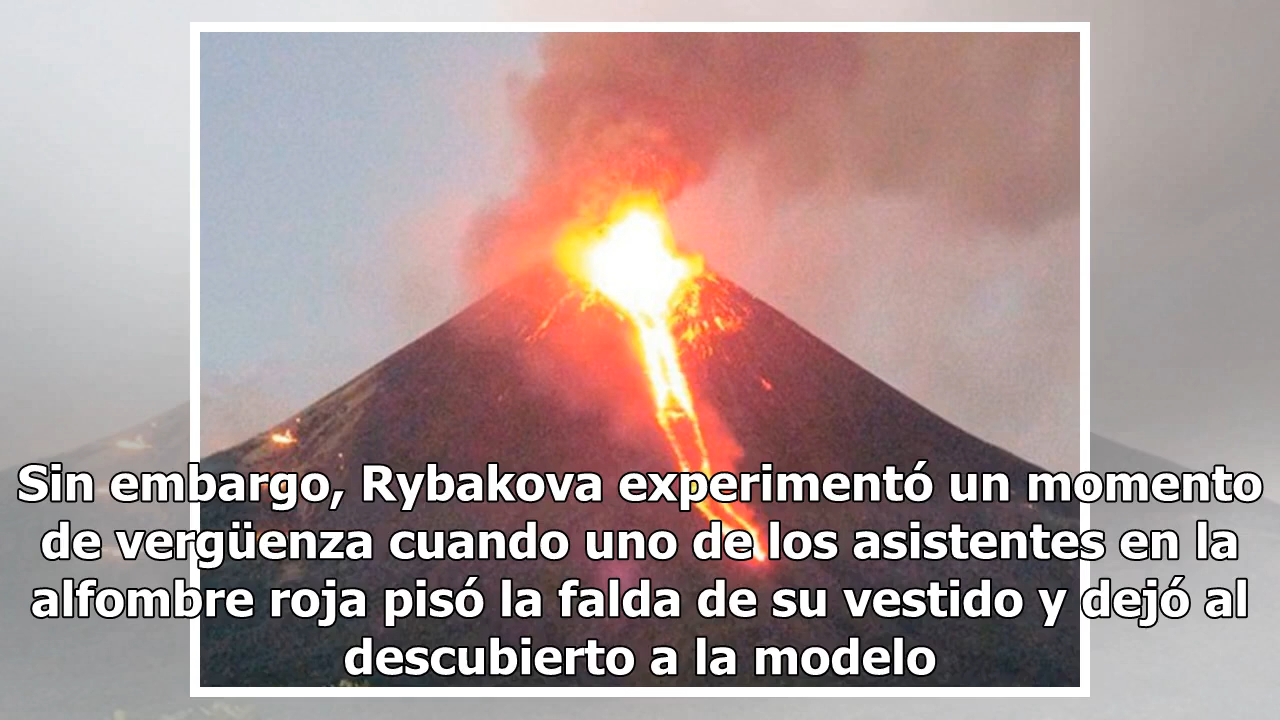 Sin embargo, Rybakova experimentó un momento
de vergüenza cuando uno de los asistentes en la
alfombre roja pisó la falda de su vestido y dejó al
descubierto a la modelo